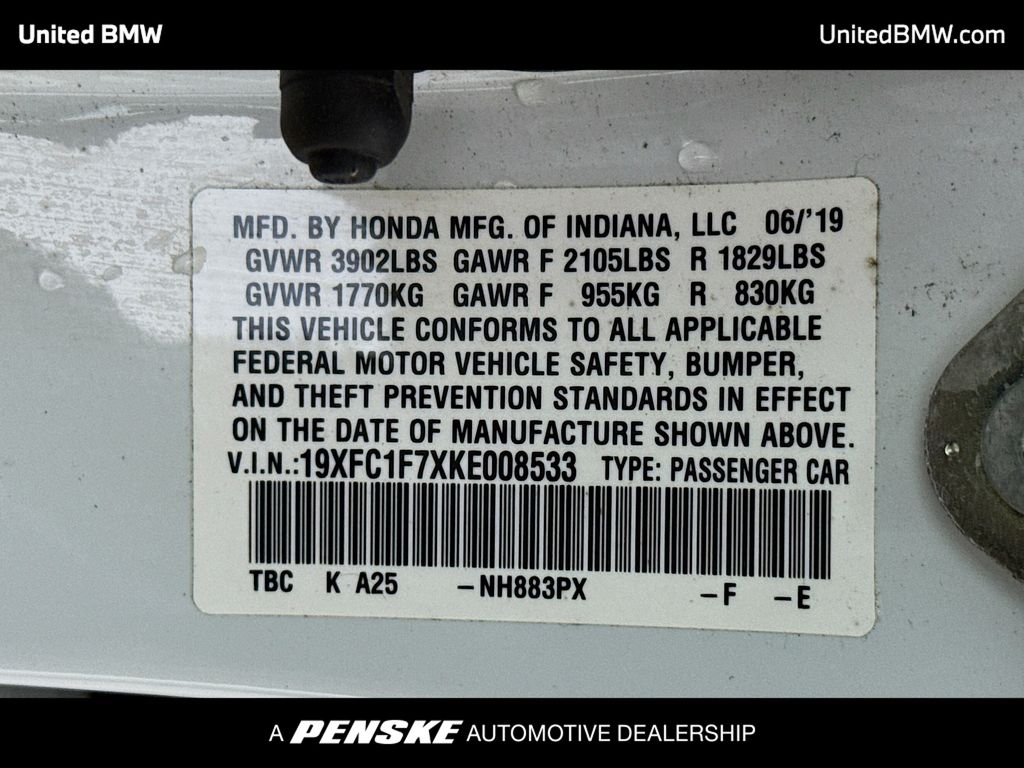 United BMW
UnitedBMW.com
MFD. BY HONDA MFG. OF INDIANA, LLC 06/'19
GVWR 3902LBS GAWR F 2105LBS R 1829LBS
GVWR 1770KG GAWR F 955KG R 830KG
THIS VEHICLE CONFORMS TO ALL APPLICABLE
FEDERAL MOTOR VEHICLE SAFETY, BUMPER,
AND THEFT PREVENTION STANDARDS IN EFFECT
ON THE DATE OF MANUFACTURE SHOWN ABOVE.
V.I.N.:19XFC1F7XKE008533 TYPE: PASSENGER CAR
TBC K A25 –NH883PX –F –E
A PENSKE AUTOMOTIVE DEALERSHIP